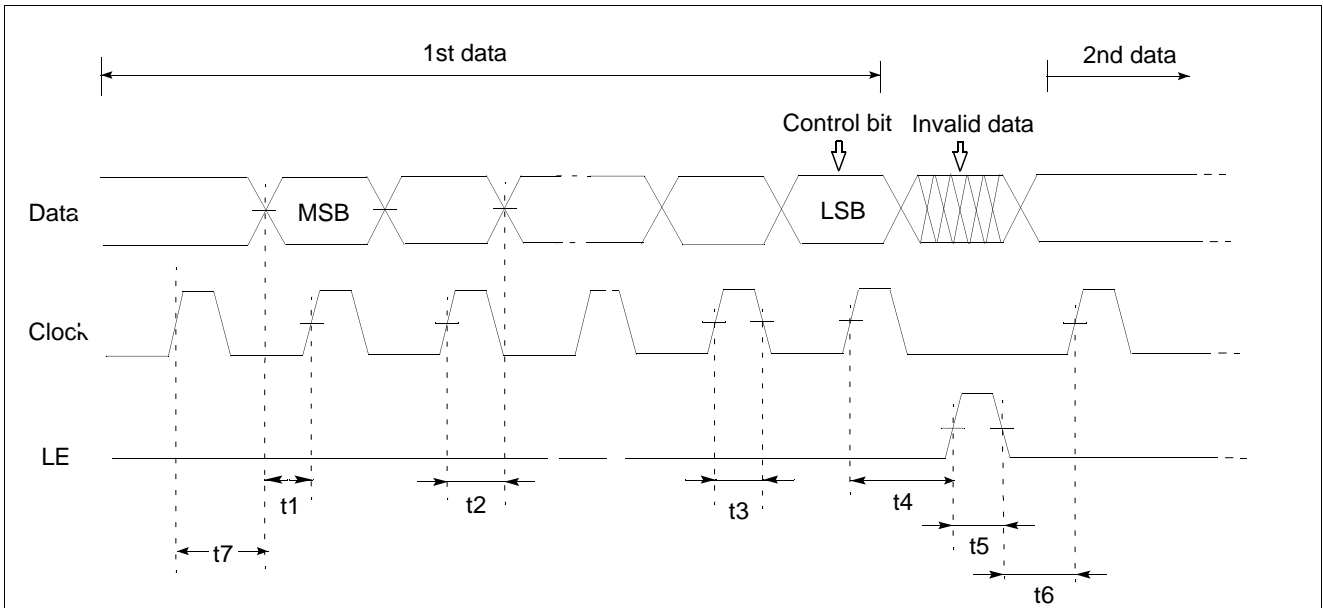 1st data
2nd data
Control bit
Invalid data
Data
MSB
LSB
Clock
LE
t1
t2
t3
t4
t5
t6
t7